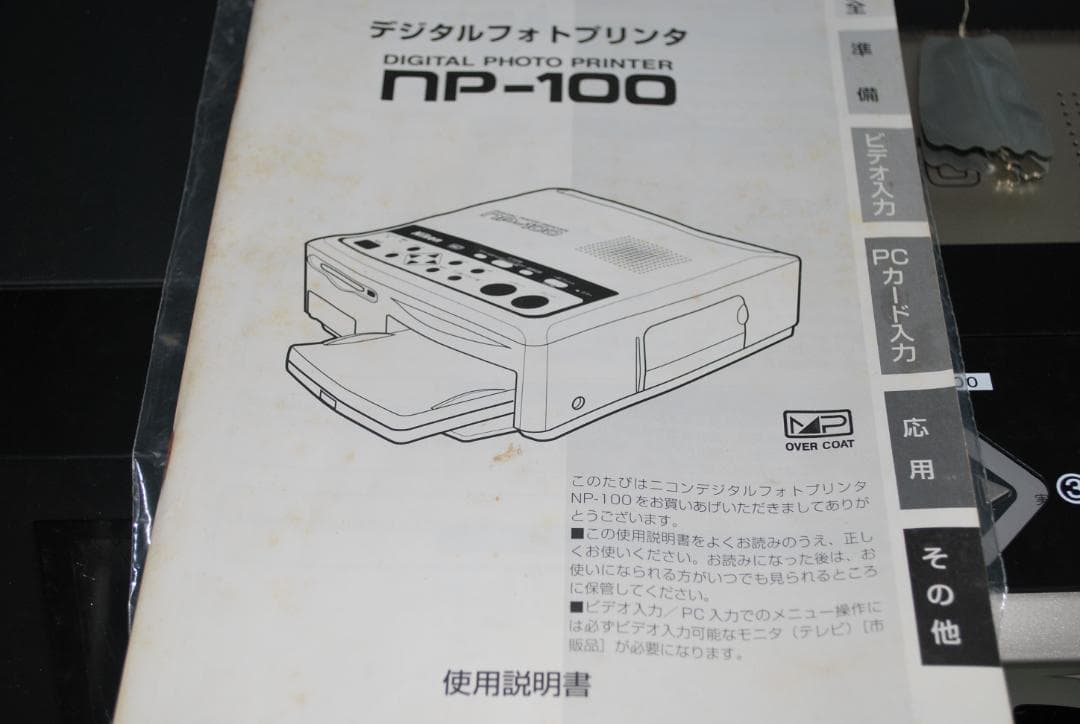 デジタルフォトプリンタ
DIGITAL PHOTO PRINTER
NP-100
全
準備
ビデオ入力
PCカード入力
応用
その他
MP
OVER COAT
このたびはニコンデジタルフォトプリンタ
NP-100をお買いあげいただきましてありが
とうございます。
■この使用説明書をよくお読みのうえ、正し
くお使いください。お読みになった後は、お
使いになられる方がいつでも見られるところ
に保管してください。
■ビデオ入力／PC入力でのメニュー操作に
は必ずビデオ入力可能なモニタ（テレビ）［市
販品］が必要になります。
使用説明書
③